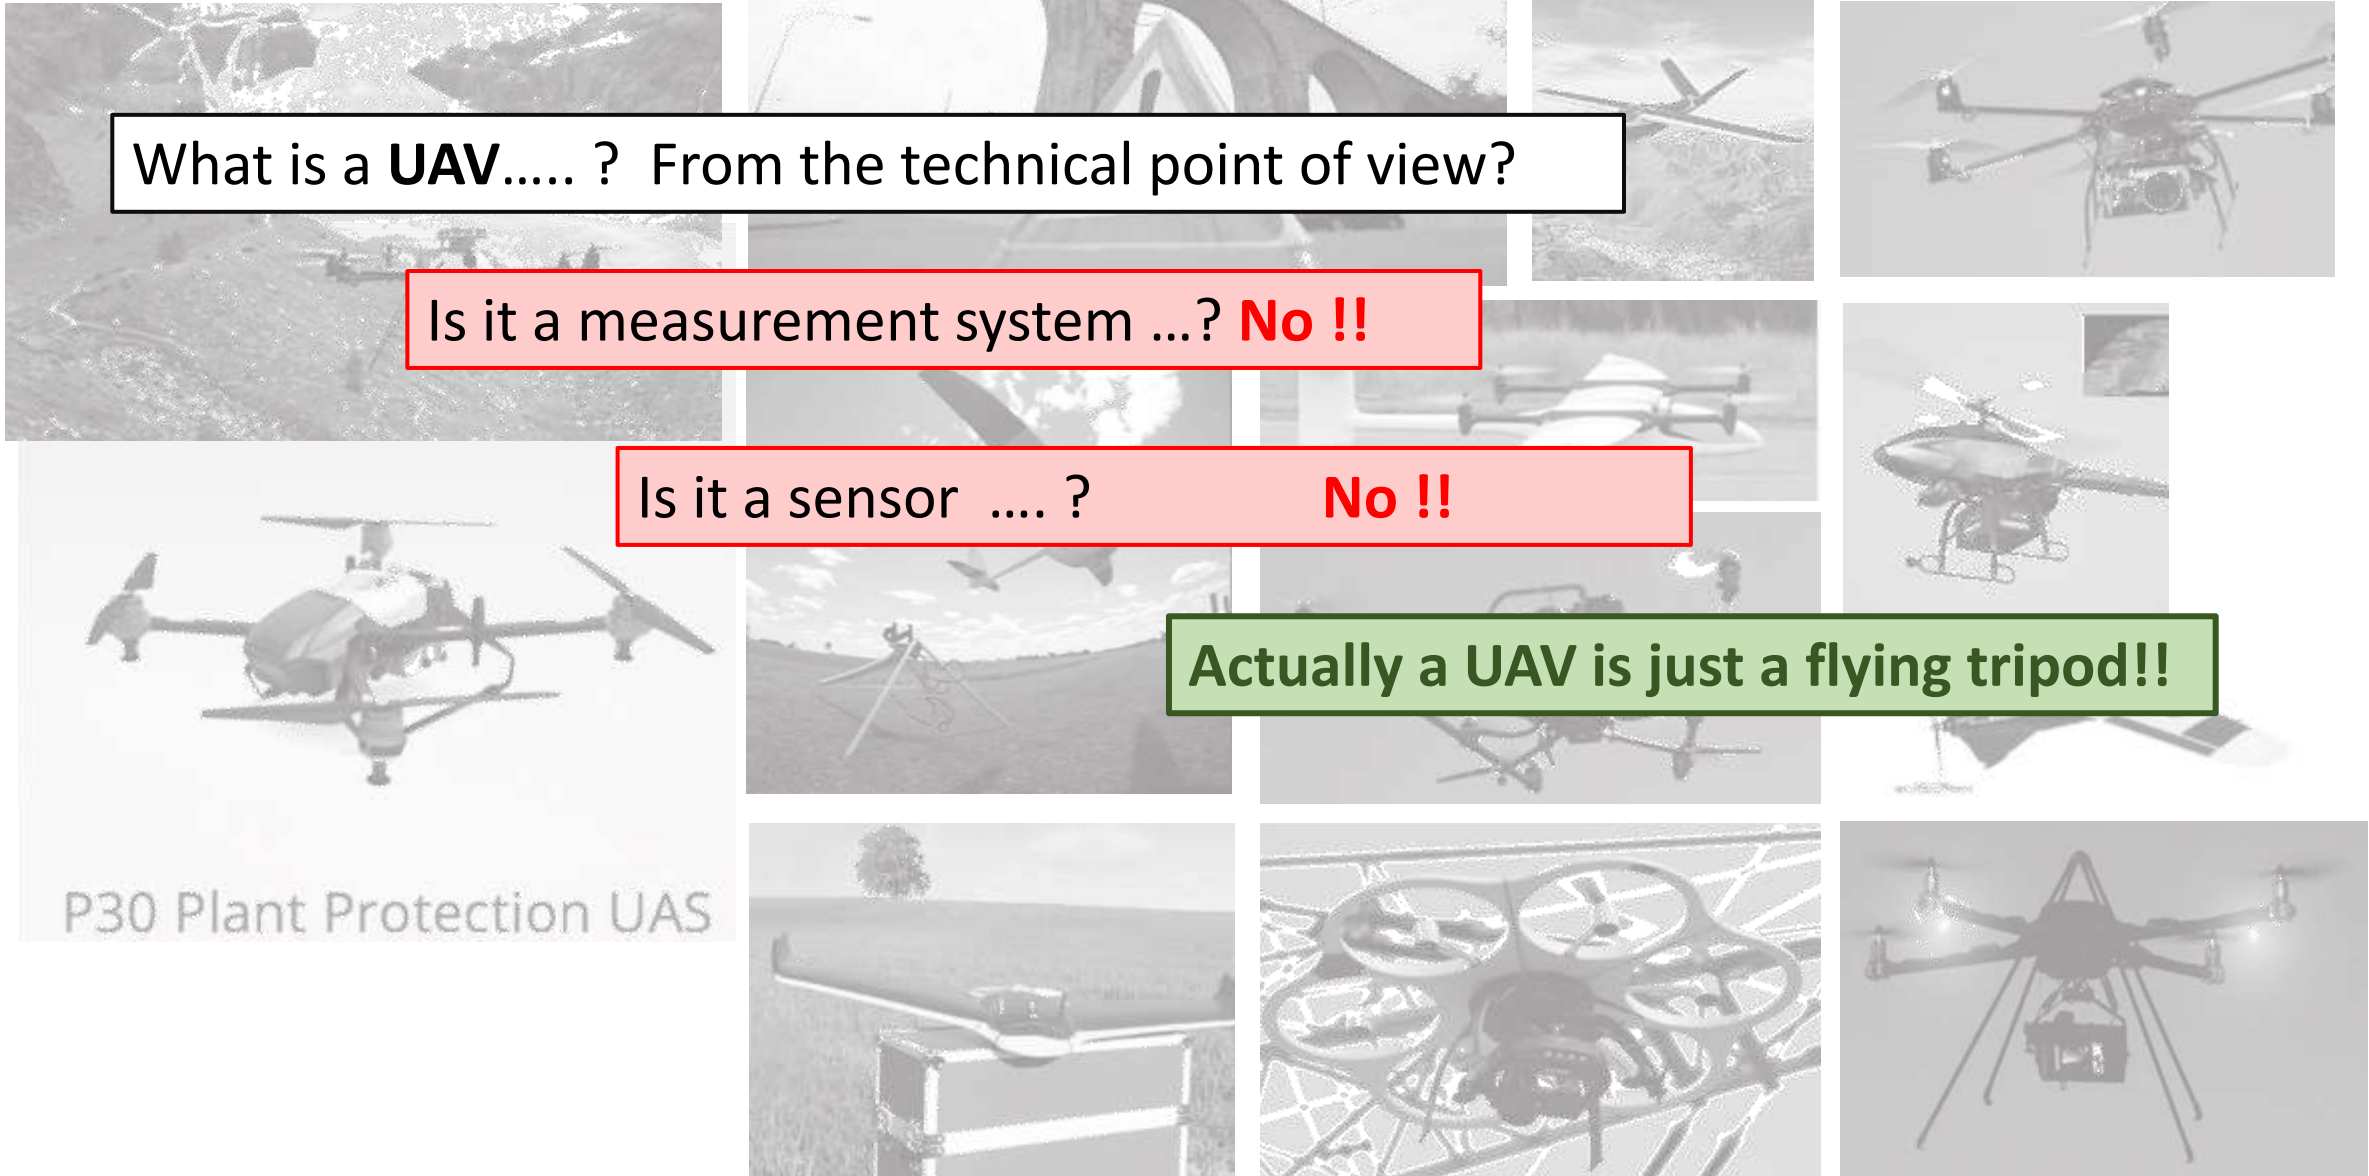 What is a UAV..... ? From the technical point of view?
Is it a measurement system ...? No !!
Is it a sensor .... ? No !!
Actually a UAV is just a flying tripod!!
P30 Plant Protection UAS